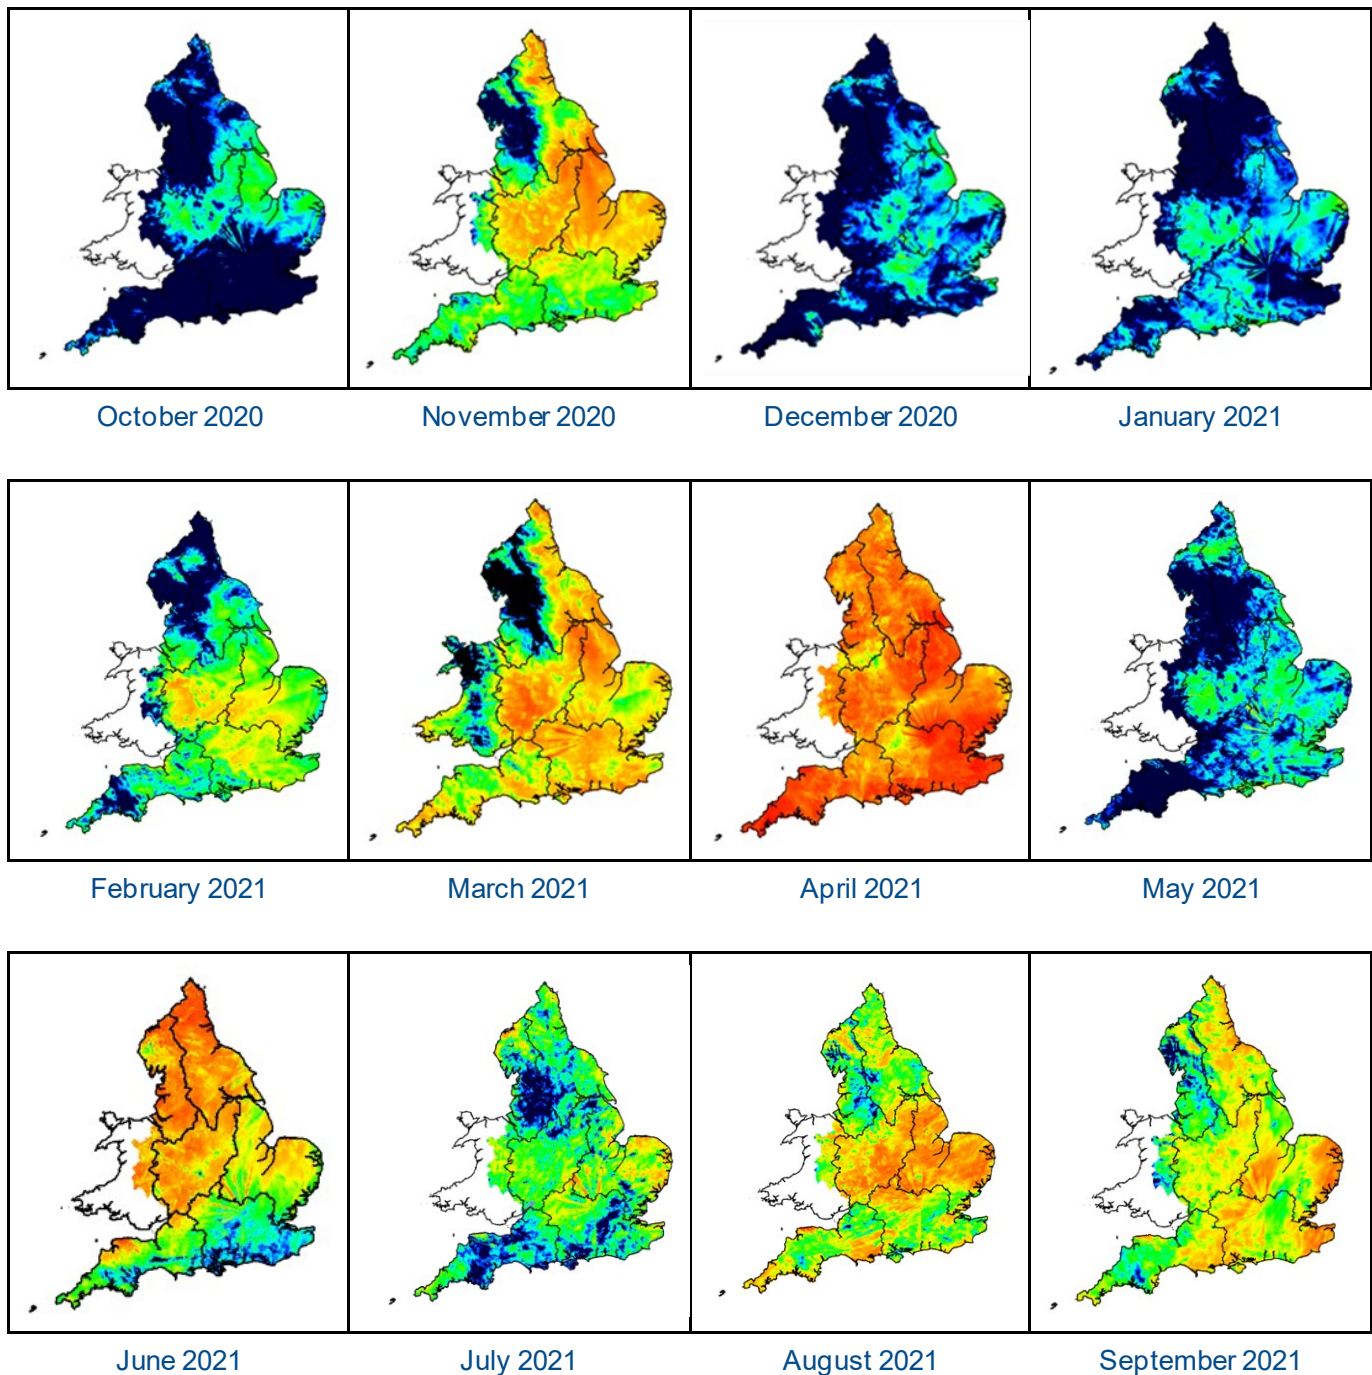 October 2020
November 2020
December 2020
January 2021
February 2021
March 2021
April 2021
May 2021
June 2021
July 2021
August 2021
September 2021